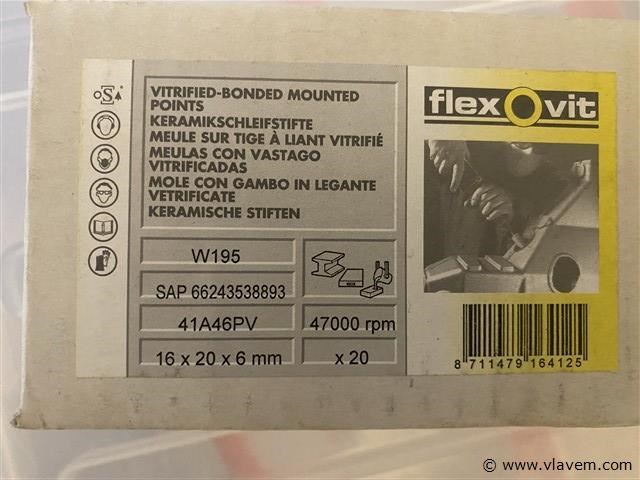 oSa
VITRIFIED-BONDED MOUNTED
POINTS
KERAMIKSCHLEIFSTIFTE
MEULE SUR TIGE À LIANT VITRIFIÉ
MEULAS CON VASTAGO
VITRIFICADAS
MOLE CON GAMBO IN LEGANTE
VETRIFICATE
KERAMISCHE STIFTEN
W195
SAP 66243538893
41A46PV
47000 rpm
16 x 20 x 6 mm
x 20
flexovit
8 711479 164125
© www.vlavem.com